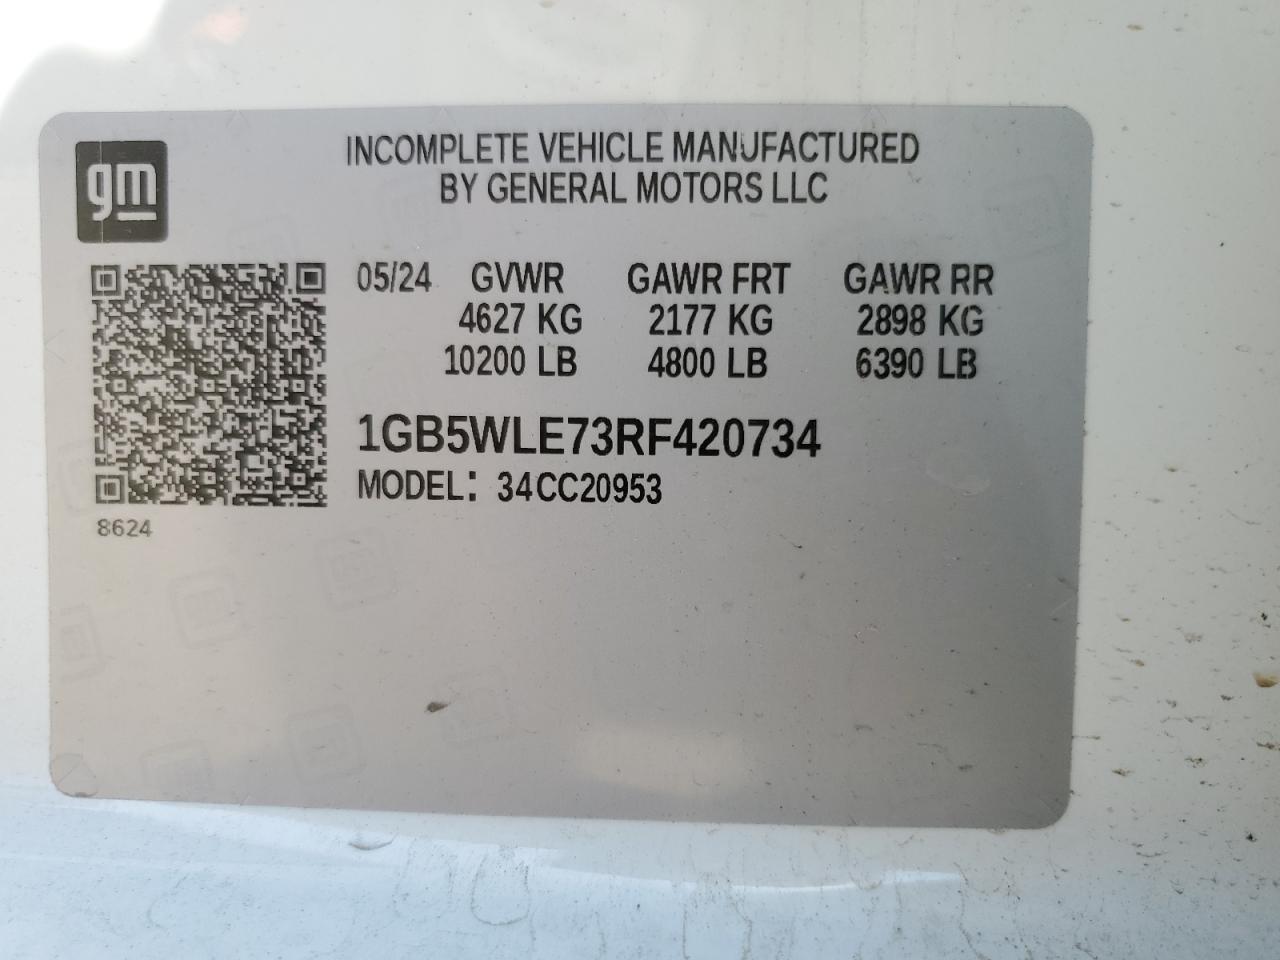 gm
INCOMPLETE VEHICLE MANUFACTURED
BY GENERAL MOTORS LLC
05/24 GVWR GAWR FRT GAWR RR
4627 KG 2177 KG 2898 KG
10200 LB 4800 LB 6390 LB
1GB5WLE73RF420734
MODEL: 34CC20953
8624